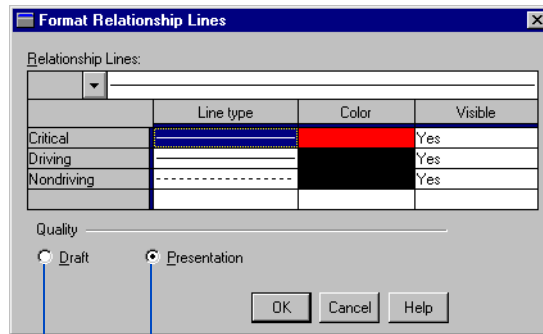 Format Relationship Lines
Relationship Lines:
Line type Color Visible
Critical Yes
Driving Yes
Nondriving Yes
Quality
Draft Presentation
OK Cancel Help